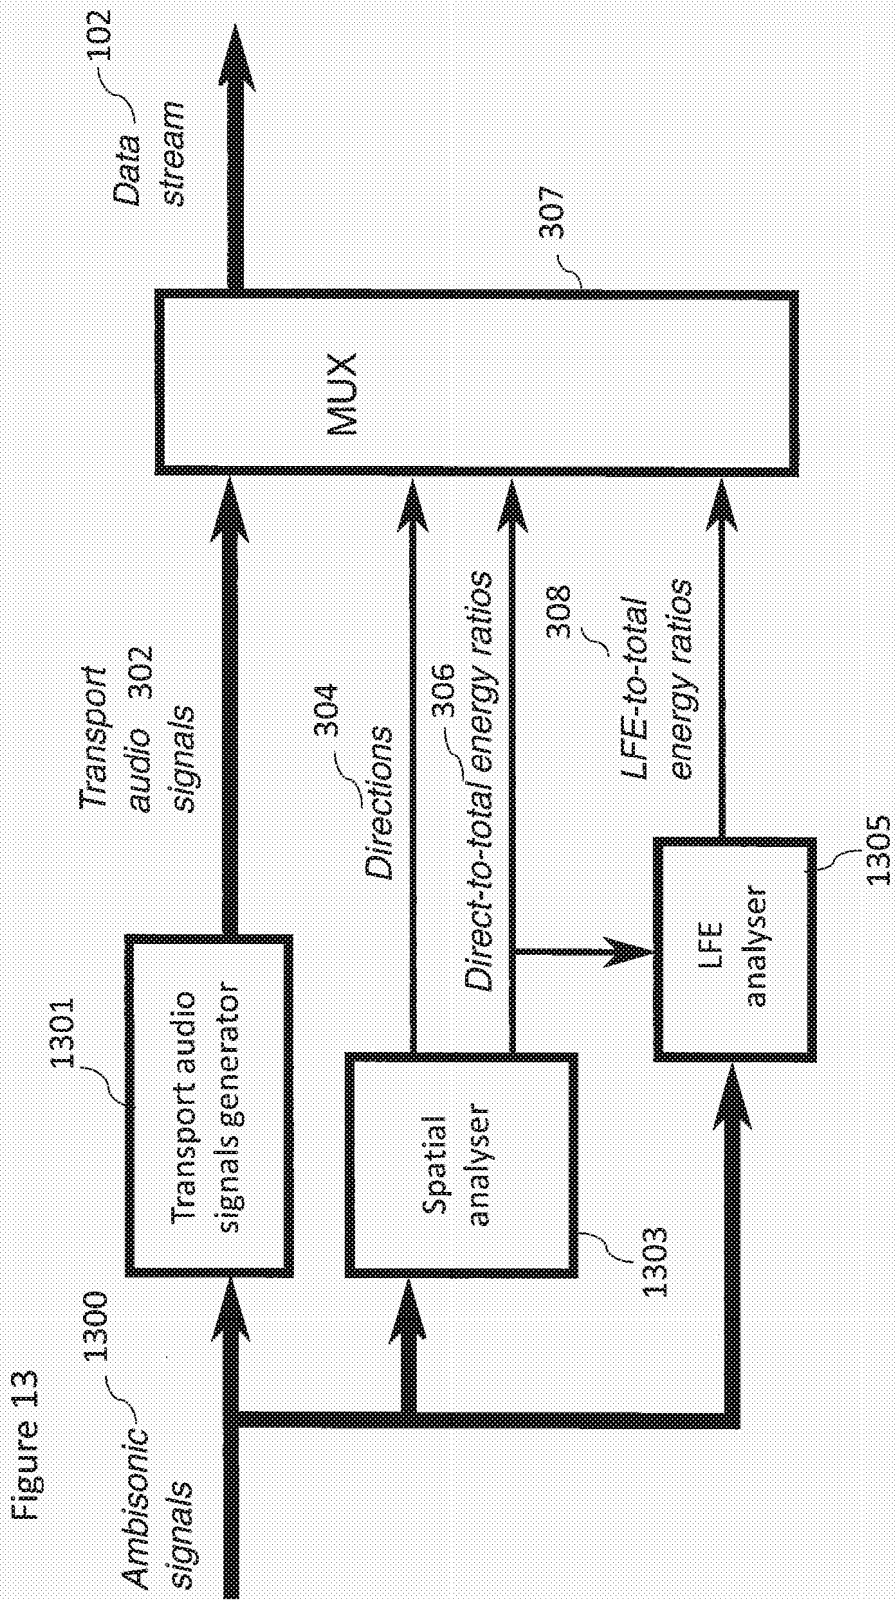 Figure 13
Ambisonic
signals
1300
1301
Transport audio
signals generator
Transport
audio 302
signals
Spatial
analyser
1303
Directions
304
Direct-to-total energy ratios
306
LFE
analyser
1305
LFE-to-total
energy ratios
308
MUX
307
Data
stream
102